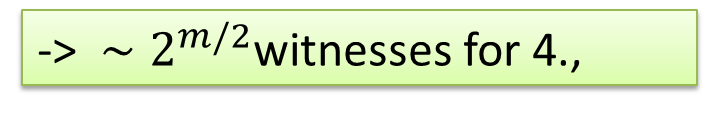 -> ~ 2^{m/2} witnesses for 4.,